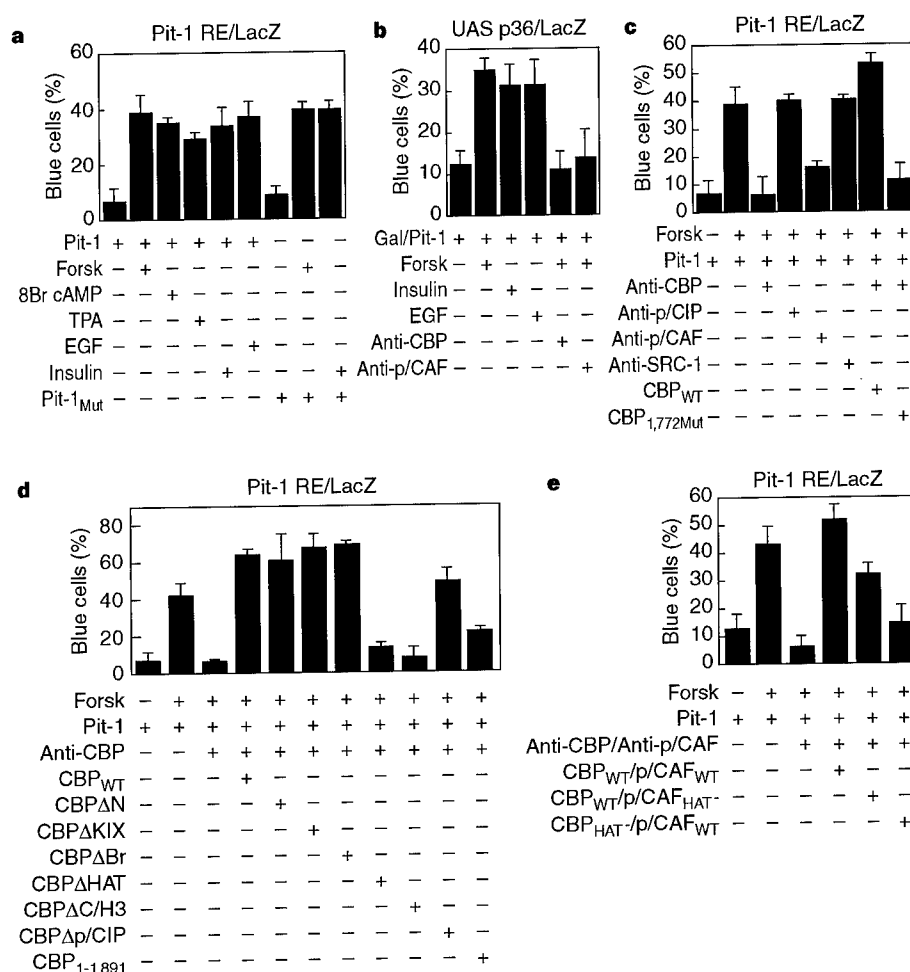 a
Pit-1 RE/LacZ
Blue cells (%)
80
60
40
20
0
Pit-1 + + + + + + − − −
Forsk − + − − − − − + −
8Br cAMP − − + − − − − − −
TPA − − − + − − − − −
EGF − − − − − + − − −
Insulin − − − − + − − − +
Pit-1Mut − − − − − − + + +
b
UAS p36/LacZ
Blue cells (%)
40
30
20
10
0
Gal/Pit-1 + + + + + +
Forsk − + − − + +
Insulin − − + − − −
EGF − − − + − −
Anti-CBP − − − − + −
Anti-p/CAF − − − − − +
c
Pit-1 RE/LacZ
Blue cells (%)
60
50
40
30
20
10
0
Forsk − + + + + + + +
Pit-1 + + + + + + + +
Anti-CBP − − + − − − + +
Anti-p/CIP − − − + − − − −
Anti-p/CAF − − − − + − − −
Anti-SRC-1 − − − − − + − −
CBPWT − − − − − − + −
CBP1,772Mut − − − − − − − +
d
Pit-1 RE/LacZ
Blue cells (%)
80
60
40
20
0
Forsk − + + + + + + + + + +
Pit-1 + + + + + + + + + + +
Anti-CBP − − + + + + + + + + +
CBPWT − − − + − − − − − − −
CBPΔN − − − − + − − − − − −
CBPΔKIX − − − − − + − − − − −
CBPΔBr − − − − − − + − − − −
CBPΔHAT − − − − − − − + − − −
CBPΔC/H3 − − − − − − − − + − −
CBPΔp/CIP − − − − − − − − − + −
CBP1-1,891 − − − − − − − − − − +
e
Pit-1 RE/LacZ
Blue cells (%)
60
50
40
30
20
10
0
Forsk − + + + + +
Pit-1 + + + + + +
Anti-CBP/Anti-p/CAF − − + + + +
CBPWT/p/CAFWT − − − + − −
CBPWT/p/CAFHAT- − − − − + −
CBPHAT-/p/CAFWT − − − − − +